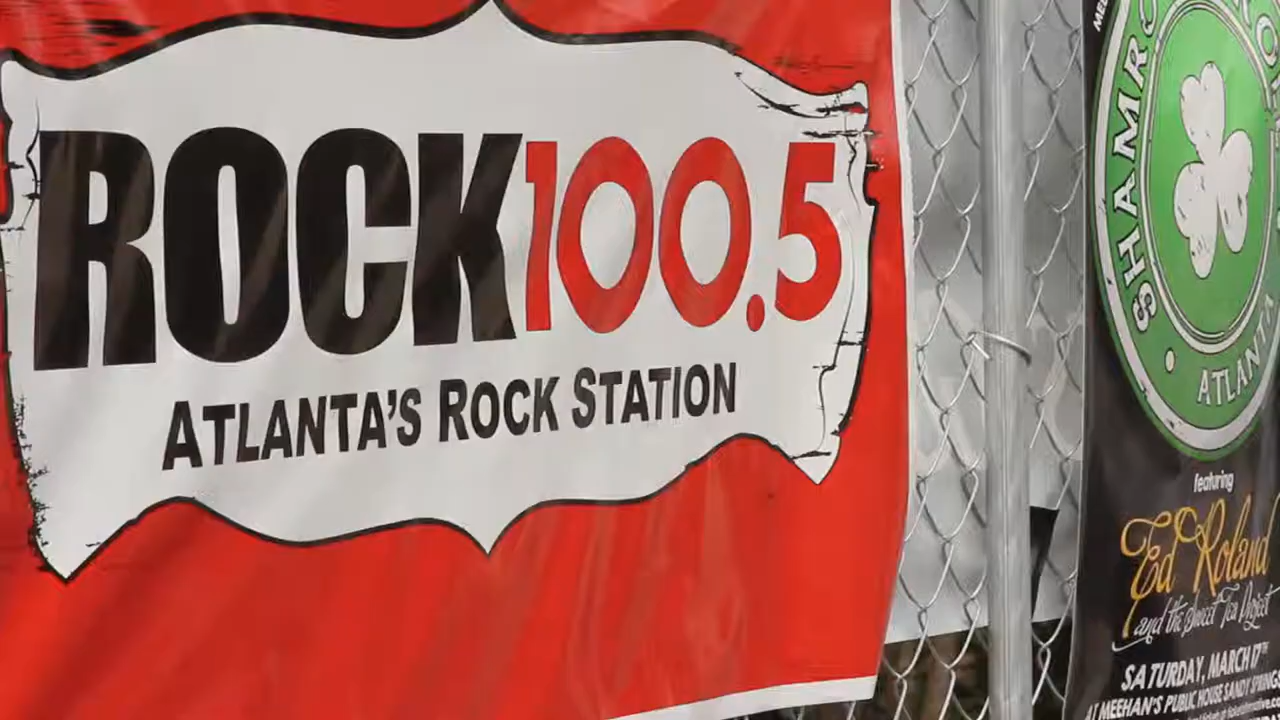 ROCK100.5
ATLANTA'S ROCK STATION
ATLANTA
featuring
Ed Roland
and the Sweet Tea Project
SATURDAY, MARCH 17TH
AT MEEHAN'S PUBLIC HOUSE SANDY SPRINGS